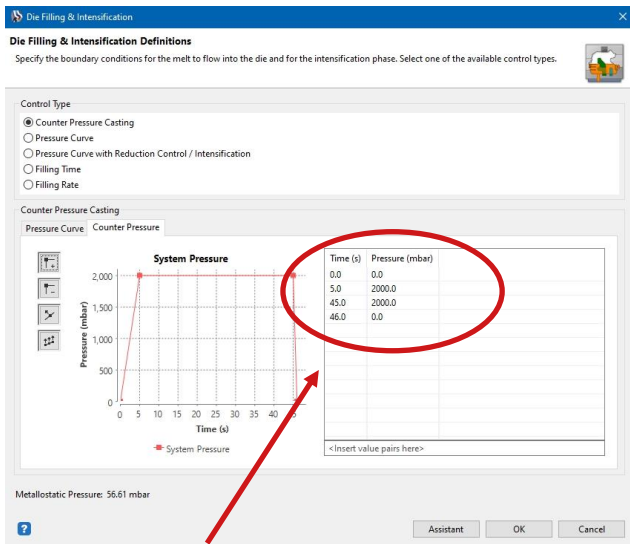 Die Filling & Intensification
Die Filling & Intensification Definitions
Specify the boundary conditions for the melt to flow into the die and for the intensification phase. Select one of the available control types.
Control Type
Counter Pressure Casting
Pressure Curve
Pressure Curve with Reduction Control / Intensification
Filling Time
Filling Rate
Counter Pressure Casting
Pressure Curve Counter Pressure
System Pressure
Pressure (mbar)
2,000
1,500
1,000
500
0
0 5 10 15 20 25 30 35 40
Time (s)
System Pressure
Time (s) Pressure (mbar)
0.0 0.0
5.0 2000.0
45.0 2000.0
46.0 0.0
<Insert value pairs here>
Metallostatic Pressure: 56.61 mbar
?
Assistant OK Cancel